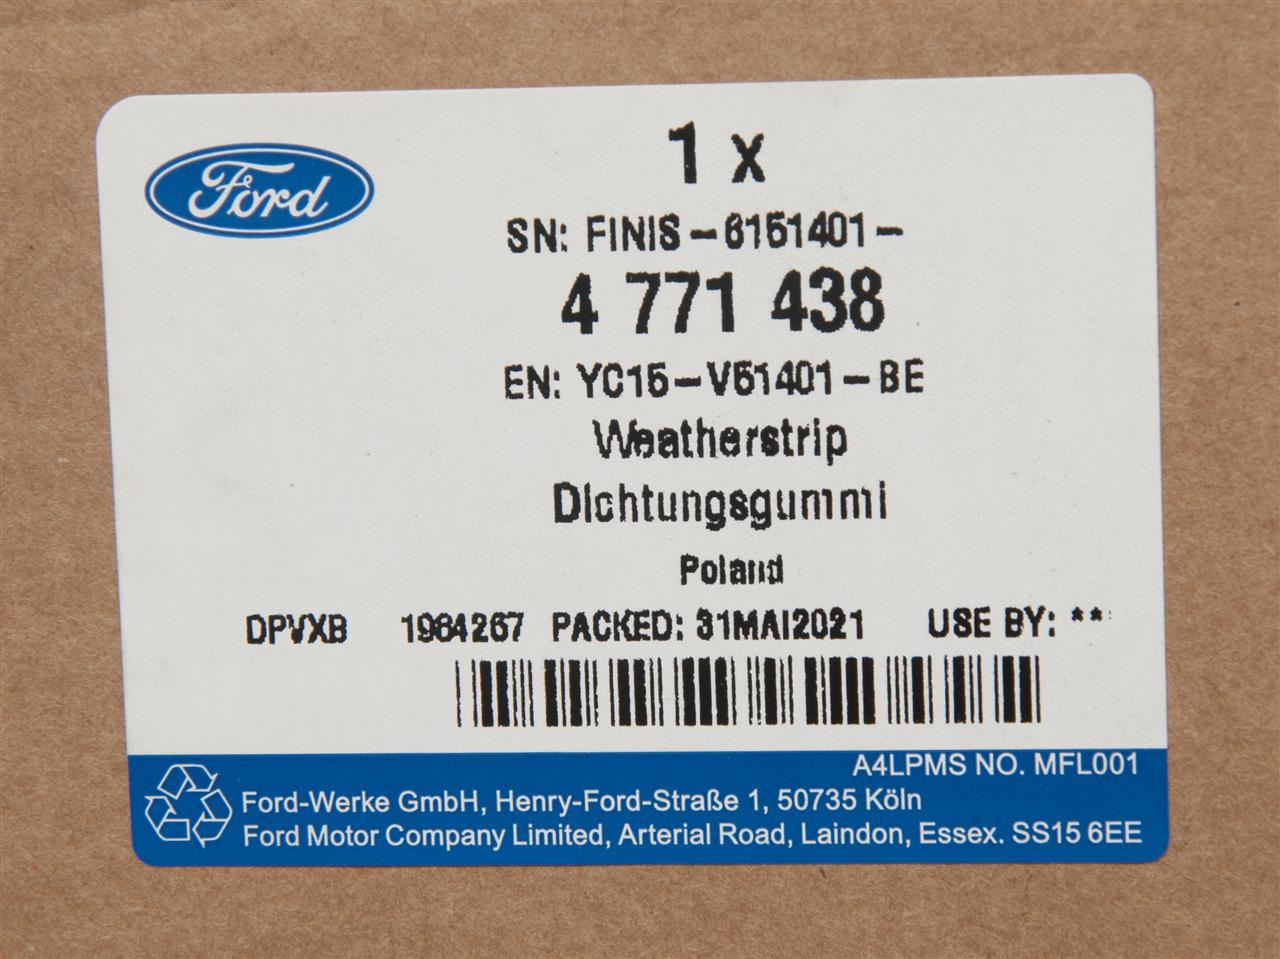 Ford
1 x
SN: FINIS-6151401-
4 771 438
EN: YC15-V51401-BE
Weatherstrip
Dichtungsgummi
Poland
DPVXB 1964267 PACKED: 31MAI2021 USE BY: **
A4LPMS NO. MFL001
Ford-Werke GmbH, Henry-Ford-Straße 1, 50735 Köln
Ford Motor Company Limited, Arterial Road, Laindon, Essex. SS15 6EE